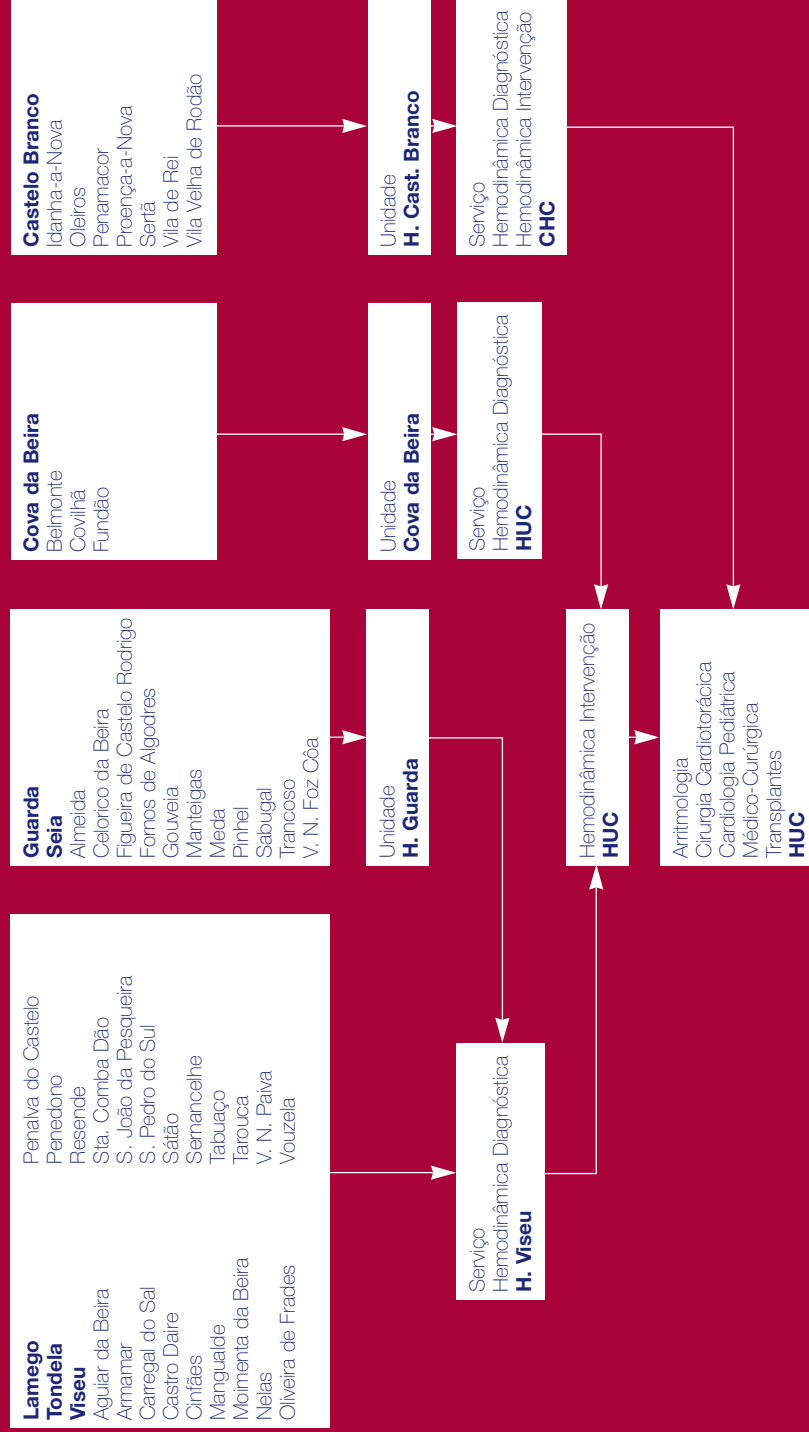 Lamego
Tondela
Viseu
Aguiar da Beira
Armamar
Carregal do Sal
Castro Daire
Cinfães
Mangualde
Moimenta da Beira
Nelas
Oliveira de Frades
Penalva do Castelo
Penedono
Resende
Sta. Comba Dão
S. João da Pesqueira
S. Pedro do Sul
Sátão
Sernancelhe
Tabuaço
Tarouca
V. N. Paiva
Vouzela
Guarda
Seia
Almeida
Celorico da Beira
Figueira de Castelo Rodrigo
Fornos de Algodres
Gouveia
Manteigas
Meda
Pinhel
Sabugal
Trancoso
V. N. Foz Côa
Cova da Beira
Belmonte
Covilhã
Fundão
Castelo Branco
Idanha-a-Nova
Oleiros
Penamacor
Proença-a-Nova
Sertã
Vila de Rei
Vila Velha de Rodão
Unidade
H. Guarda
Unidade
Cova da Beira
Unidade
H. Cast. Branco
Serviço
Hemodinâmica Diagnóstica
H. Viseu
Serviço
Hemodinâmica Diagnóstica
HUC
Serviço
Hemodinâmica Diagnóstica
Hemodinâmica Intervenção
CHC
Hemodinâmica Intervenção
HUC
Arritmologia
Cirurgia Cardiotorácica
Cardiologia Pediátrica
Médico-Curúrgica
Transplantes
HUC